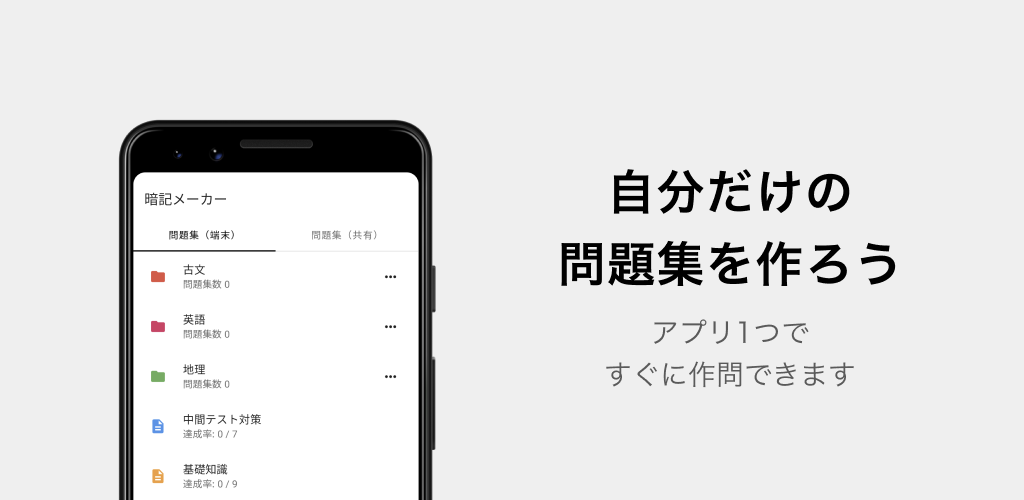 暗記メーカー
問題集（端末）
問題集（共有）
古文
問題集数 0
英語
問題集数 0
地理
問題集数 0
中間テスト対策
達成率: 0 / 7
基礎知識
達成率: 0 / 9
自分だけの
問題集を作ろう
アプリ1つで
すぐに作問できます